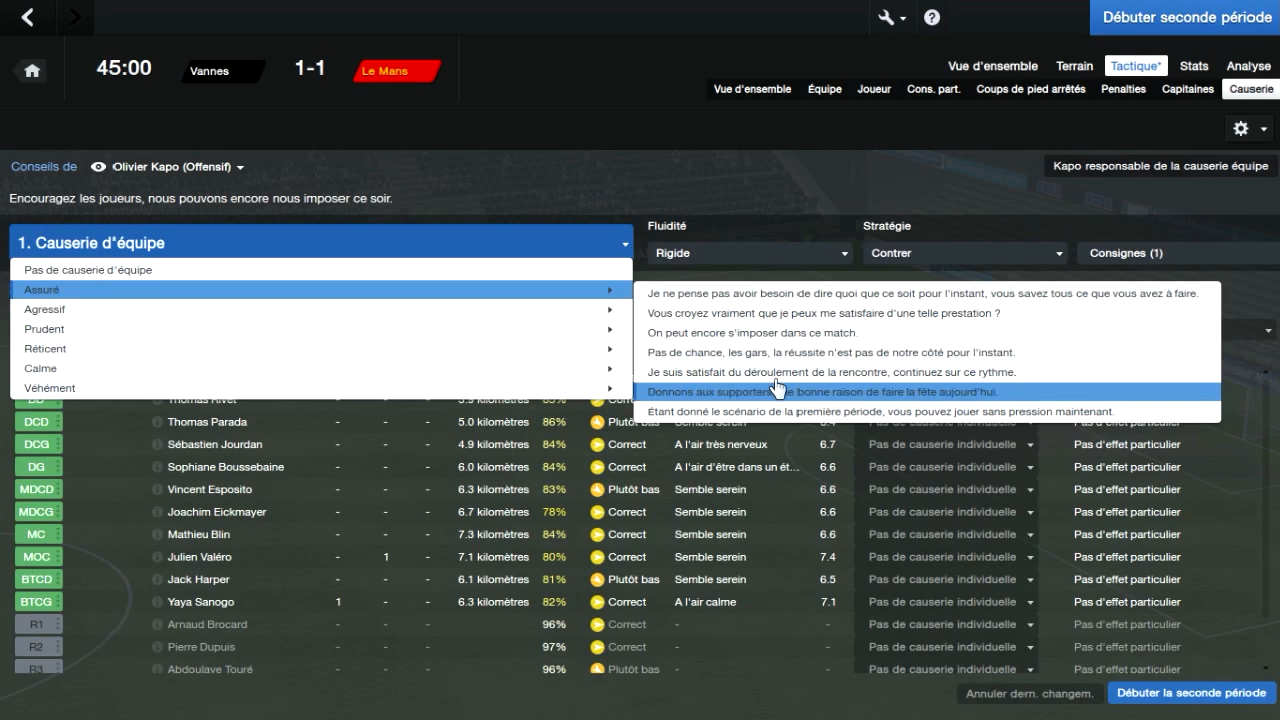 Débuter seconde période
45:00 Vannes 1-1 Le Mans
Vue d'ensemble Terrain Tactique* Stats Analyse
Vue d'ensemble Équipe Joueur Cons. part. Coups de pied arrêtés Penalties Capitaines Causerie
Conseils de Olivier Kapo (Offensif) Kapo responsable de la causerie équipe
Encouragez les joueurs, nous pouvons encore nous imposer ce soir.
Fluidité Stratégie
1. Causerie d"équipe Rigide Contrer Consignes (1)
Pas de causerie d'équipe
Assuré
Agressif
Prudent
Réticent
Calme
Véhément
Je ne pense pas avoir besoin de dire quoi que ce soit pour l'instant, vous savez tous ce que vous avez à faire.
Vous croyez vraiment que je peux me satisfaire d'une telle prestation ?
On peut encore s'imposer dans ce match.
Pas de chance, les gars, la réussite n'est pas de notre côté pour l'instant.
Je suis satisfait du déroulement de la rencontre, continuez sur ce rythme.
Donnons aux supporters bonne raison de faire la fête aujourd'hui.
Étant donné le scénario de la première période, vous pouvez jouer sans pression maintenant.
DD Thomas Rivet - - - 5.9 kilomètres
DCD Thomas Parada - - - 5.0 kilomètres 86% Plutôt bas Semble serein 6.4 Pas de causerie individuelle Pas d'effet particulier
DCG Sébastien Jourdan - - - 4.9 kilomètres 84% Correct A l'air très nerveux 6.7 Pas de causerie individuelle Pas d'effet particulier
DG Sophiane Boussebaine - - - 6.0 kilomètres 84% Correct A l'air d'être dans un ét... 6.6 Pas de causerie individuelle Pas d'effet particulier
MDCD Vincent Esposito - - - 6.3 kilomètres 83% Plutôt bas Semble serein 6.6 Pas de causerie individuelle Pas d'effet particulier
MDCG Joachim Eickmayer - - - 6.7 kilomètres 78% Correct Semble serein 6.6 Pas de causerie individuelle Pas d'effet particulier
MC Mathieu Blin - - - 7.3 kilomètres 84% Correct Semble serein 6.6 Pas de causerie individuelle Pas d'effet particulier
MOC Julien Valéro - 1 - 7.1 kilomètres 80% Correct Semble serein 7.4 Pas de causerie individuelle Pas d'effet particulier
BTCD Jack Harper - - - 6.1 kilomètres 81% Plutôt bas Semble serein 6.5 Pas de causerie individuelle Pas d'effet particulier
BTCG Yaya Sanogo 1 - - 6.3 kilomètres 82% Correct A l'air calme 7.1 Pas de causerie individuelle Pas d'effet particulier
R1 Arnaud Brocard 96% Correct - - Pas de causerie individuelle Pas d'effet particulier
R2 Pierre Dupuis 97% Correct - - Pas de causerie individuelle Pas d'effet particulier
R3 Abdoulaye Touré 96% Plutôt bas - - Pas de causerie individuelle Pas d'effet particulier
Annuler dern. changem. Débuter la seconde période